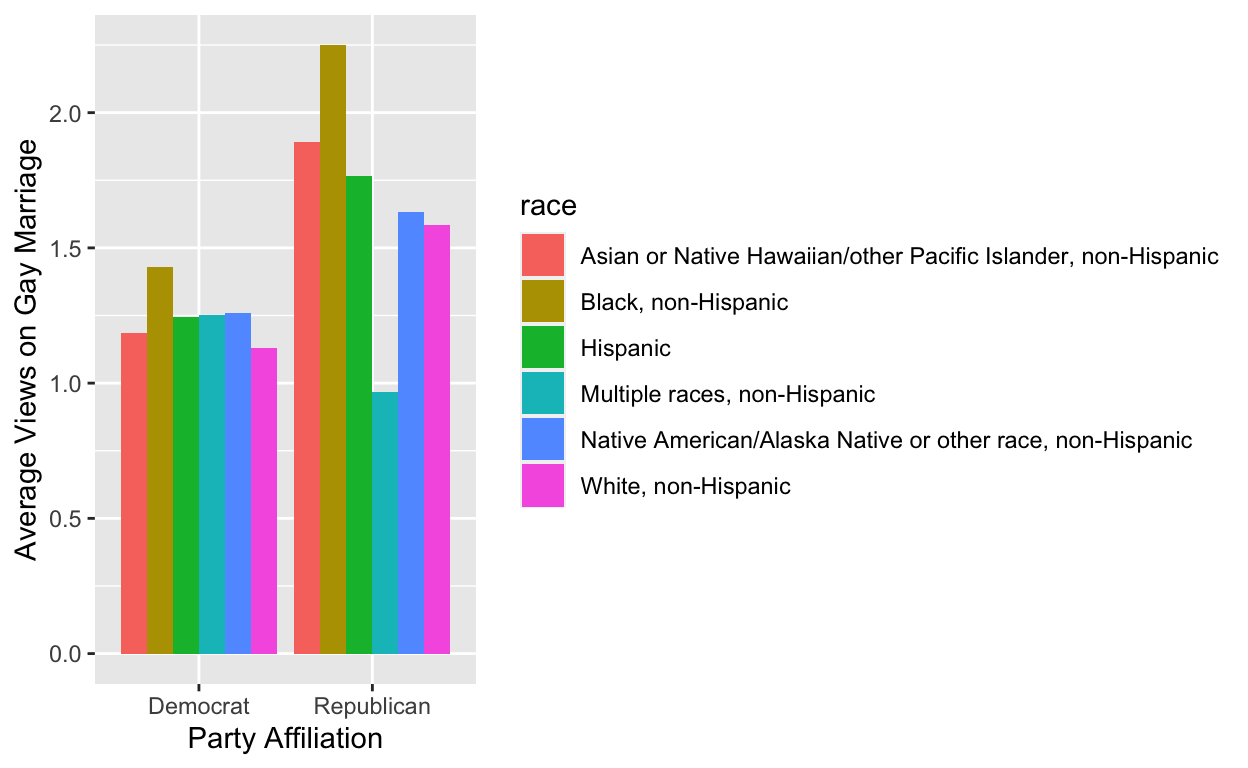 Average Views on Gay Marriage
2.0
1.5
1.0
0.5
0.0
Democrat
Republican
Party Affiliation
race
Asian or Native Hawaiian/other Pacific Islander, non-Hispanic
Black, non-Hispanic
Hispanic
Multiple races, non-Hispanic
Native American/Alaska Native or other race, non-Hispanic
White, non-Hispanic